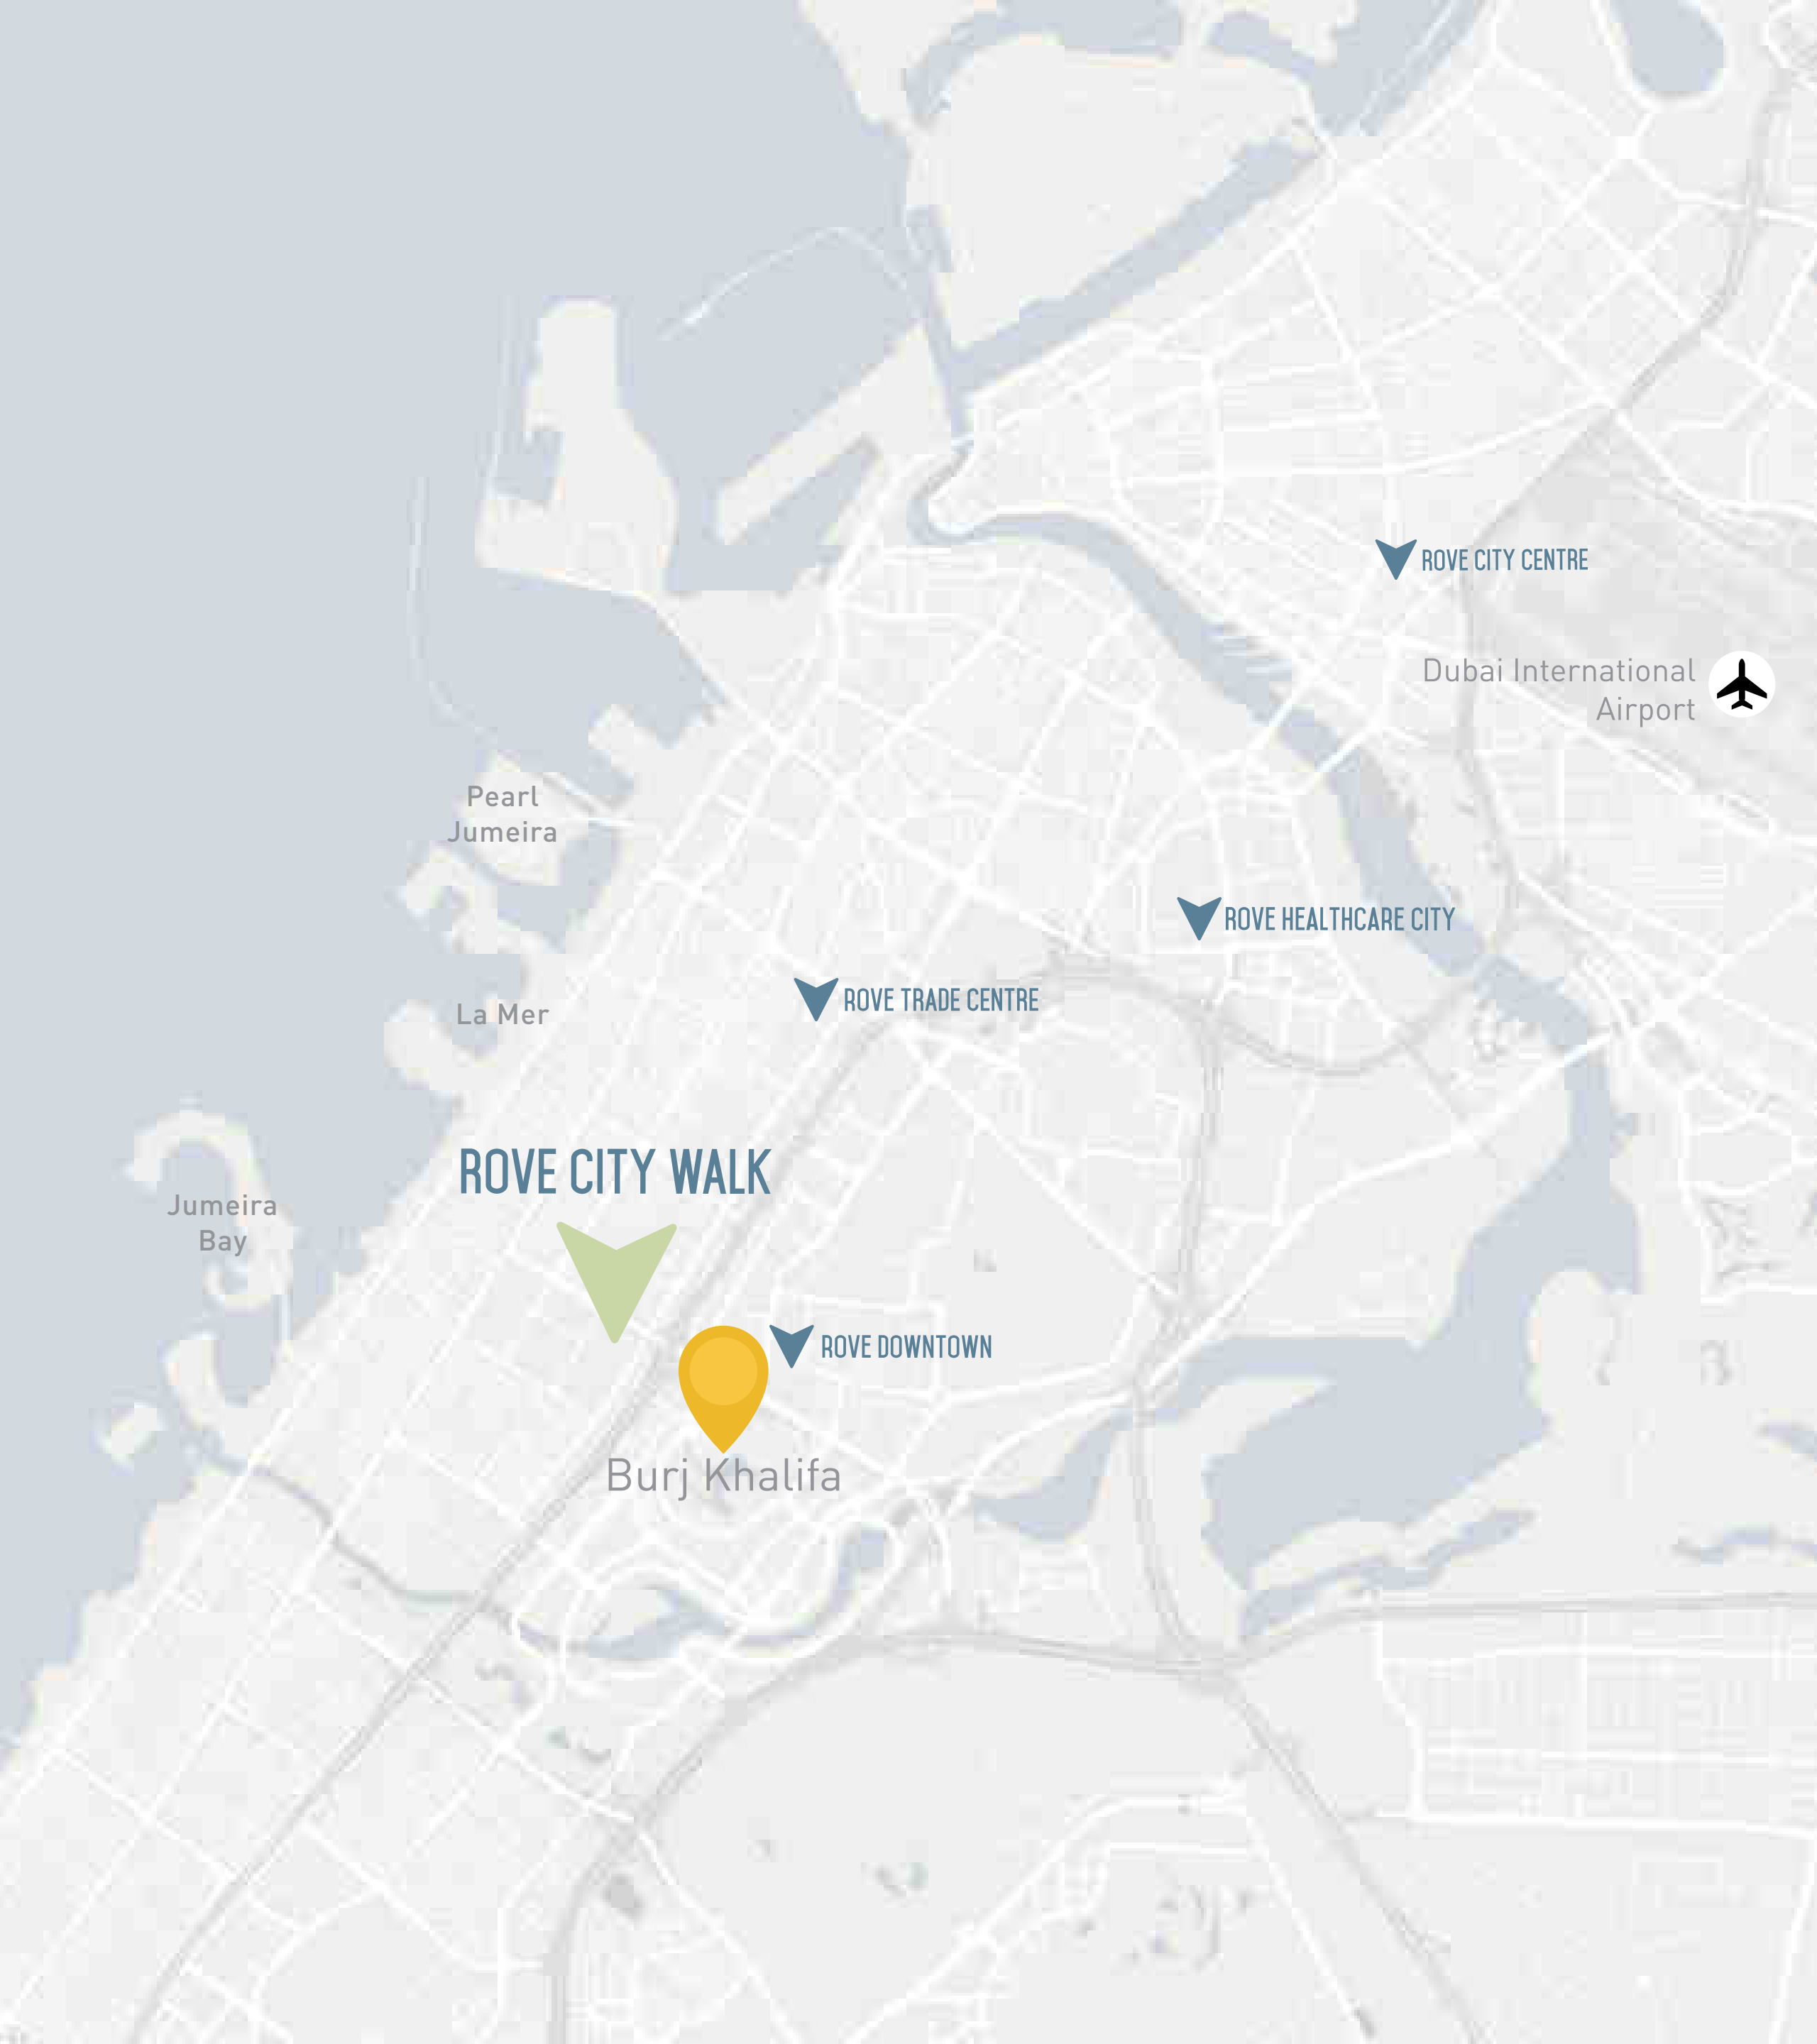 ROVE CITY CENTRE
Dubai International
Airport
Pearl
Jumeira
ROVE HEALTHCARE CITY
ROVE TRADE CENTRE
La Mer
ROVE CITY WALK
Jumeira
Bay
ROVE DOWNTOWN
Burj Khalifa